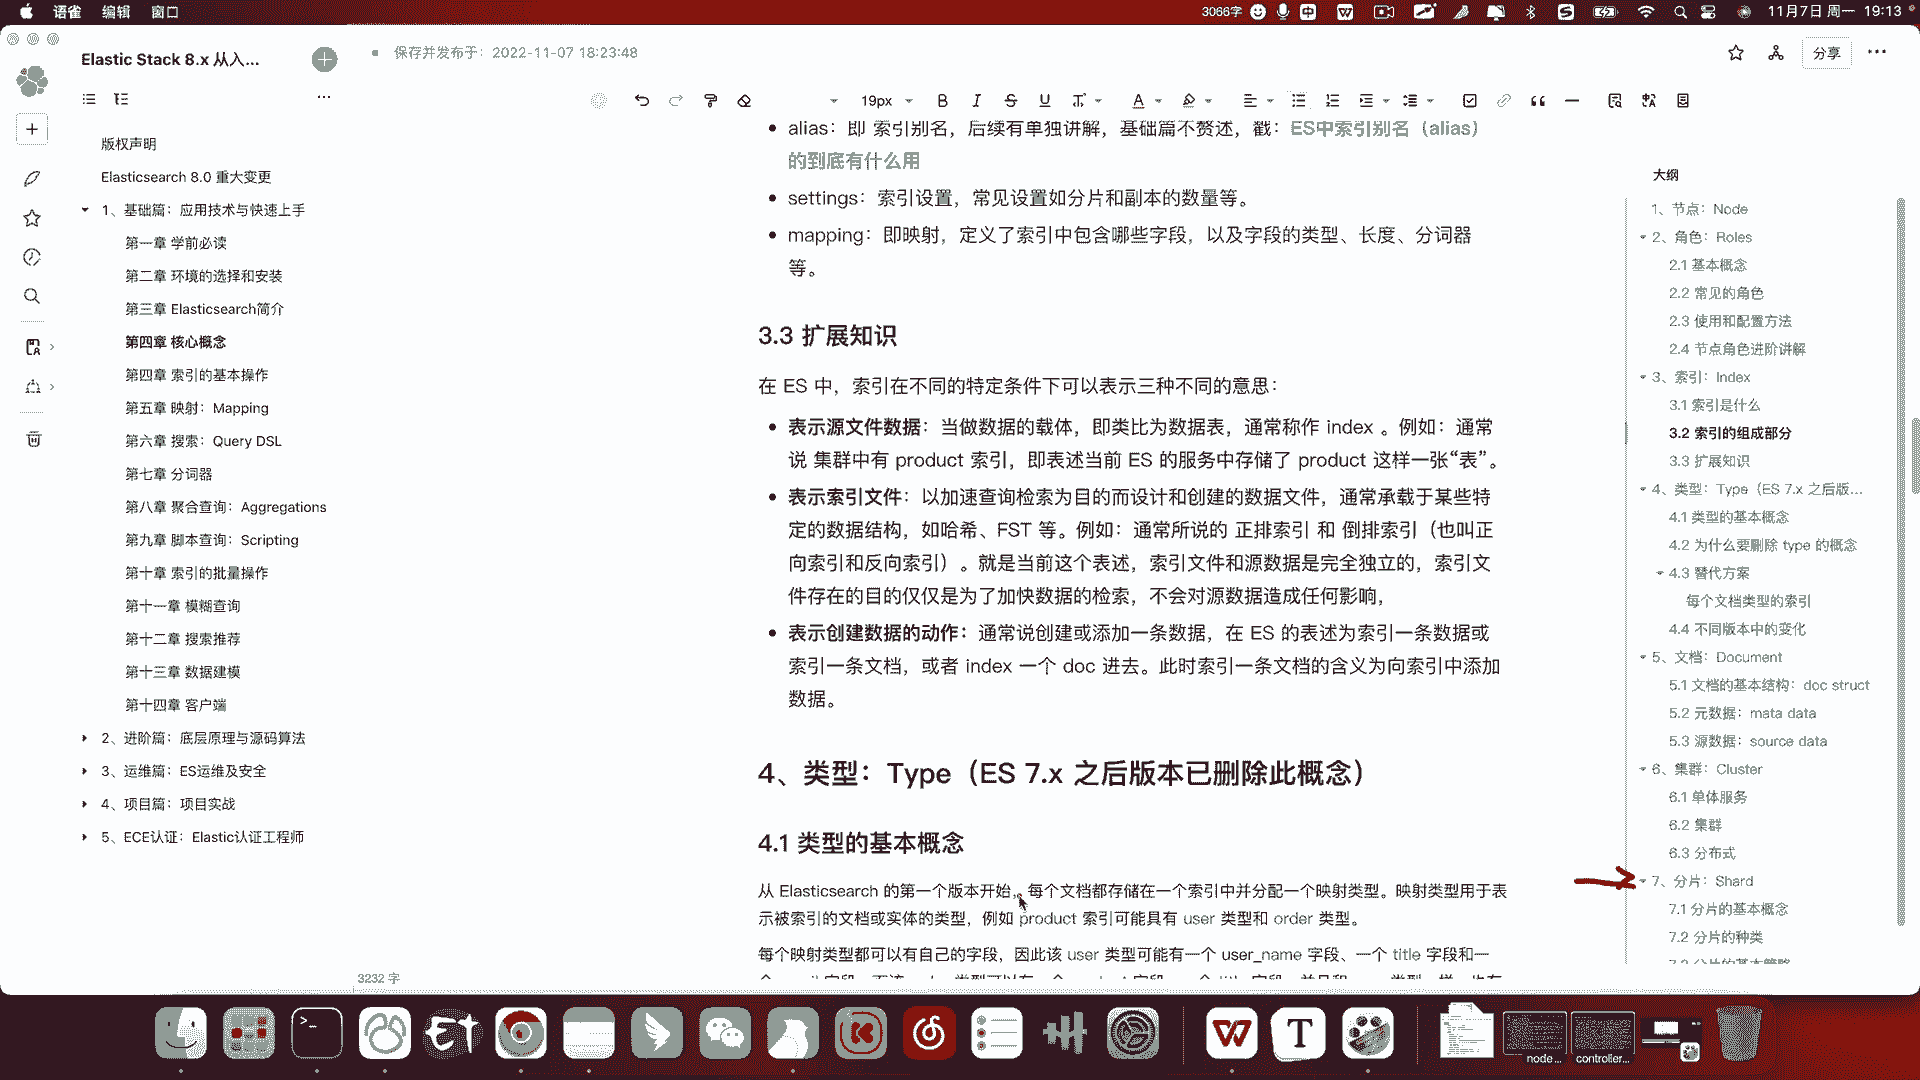 语雀 编辑 窗口
3066字
中
11月7日 周一 19:13
Elastic Stack 8.x 从入...
保存并发布于：2022-11-07 18:23:48
分享
19px
版权声明
Elasticsearch 8.0 重大变更
1、基础篇：应用技术与快速上手
第一章 学前必读
第二章 环境的选择和安装
第三章 Elasticsearch简介
第四章 核心概念
第四章 索引的基本操作
第五章 映射：Mapping
第六章 搜索：Query DSL
第七章 分词器
第八章 聚合查询：Aggregations
第九章 脚本查询：Scripting
第十章 索引的批量操作
第十一章 模糊查询
第十二章 搜索推荐
第十三章 数据建模
第十四章 客户端
2、进阶篇：底层原理与源码算法
3、运维篇：ES运维及安全
4、项目篇：项目实战
5、ECE认证：Elastic认证工程师
alias：即 索引别名，后续有单独讲解，基础篇不赘述，戳：ES中索引别名（alias）
的到底有什么用
settings：索引设置，常见设置如分片和副本的数量等。
mapping：即映射，定义了索引中包含哪些字段，以及字段的类型、长度、分词器
等。
3.3 扩展知识
在 ES 中，索引在不同的特定条件下可以表示三种不同的意思：
表示源文件数据：当做数据的载体，即类比为数据表，通常称作 index 。例如：通常
说 集群中有 product 索引，即表述当前 ES 的服务中存储了 product 这样一张“表”。
表示索引文件：以加速查询检索为目的而设计和创建的数据文件，通常承载于某些特
定的数据结构，如哈希、FST 等。例如：通常所说的 正排索引 和 倒排索引（也叫正
向索引和反向索引）。就是当前这个表述，索引文件和源数据是完全独立的，索引文
件存在的目的仅仅是为了加快数据的检索，不会对源数据造成任何影响，
表示创建数据的动作：通常说创建或添加一条数据，在 ES 的表述为索引一条数据或
索引一条文档，或者 index 一个 doc 进去。此时索引一条文档的含义为向索引中添加
数据。
4、类型：Type（ES 7.x 之后版本已删除此概念）
4.1 类型的基本概念
从 Elasticsearch 的第一个版本开始，每个文档都存储在一个索引中并分配一个映射类型。映射类型用于表
示被索引的文档或实体的类型，例如 product 索引可能具有 user 类型和 order 类型。
每个映射类型都可以有自己的字段，因此该 user 类型可能有一个 user_name 字段、一个 title 字段和一
3232 字
大纲
1、节点：Node
2、角色：Roles
2.1 基本概念
2.2 常见的角色
2.3 使用和配置方法
2.4 节点角色进阶讲解
3、索引：Index
3.1 索引是什么
3.2 索引的组成部分
3.3 扩展知识
4、类型：Type（ES 7.x 之后版...
4.1 类型的基本概念
4.2 为什么要删除 type 的概念
4.3 替代方案
每个文档类型的索引
4.4 不同版本中的变化
5、文档：Document
5.1 文档的基本结构：doc struct
5.2 元数据：mata data
5.3 源数据：source data
6、集群：Cluster
6.1 单体服务
6.2 集群
6.3 分布式
7、分片：Shard
7.1 分片的基本概念
7.2 分片的种类
node ...
controller...